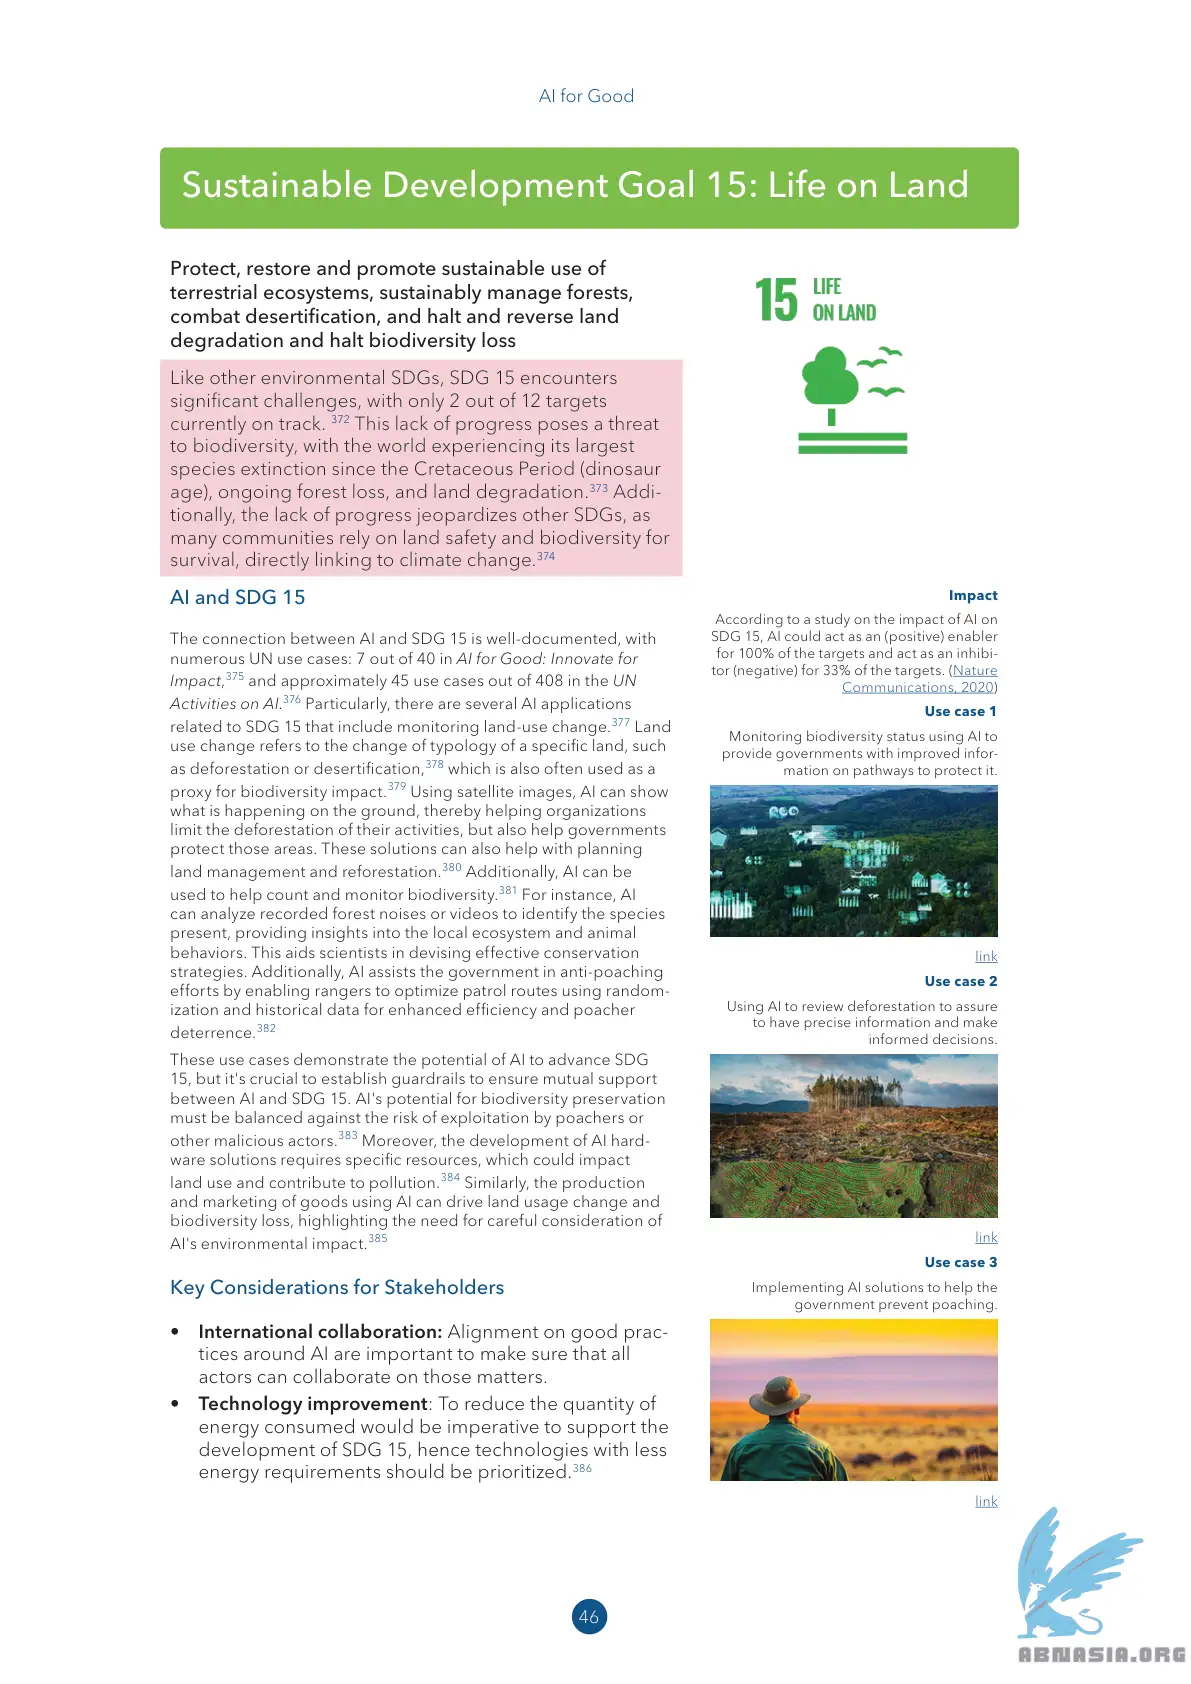 AI for Good
Sustainable Development Goal 15: Life on Land
Protect, restore and promote sustainable use of
terrestrial ecosystems, sustainably manage forests,
combat desertification, and halt and reverse land
degradation and halt biodiversity loss
Like other environmental SDGs, SDG 15 encounters
significant challenges, with only 2 out of 12 targets
currently on track. 372 This lack of progress poses a threat
to biodiversity, with the world experiencing its largest
species extinction since the Cretaceous Period (dinosaur
age), ongoing forest loss, and land degradation.373 Addi-
tionally, the lack of progress jeopardizes other SDGs, as
many communities rely on land safety and biodiversity for
survival, directly linking to climate change.374
15 LIFE
ON LAND
AI and SDG 15
The connection between AI and SDG 15 is well-documented, with
numerous UN use cases: 7 out of 40 in AI for Good: Innovate for
Impact,375 and approximately 45 use cases out of 408 in the UN
Activities on AI.376 Particularly, there are several AI applications
related to SDG 15 that include monitoring land-use change.377 Land
use change refers to the change of typology of a specific land, such
as deforestation or desertification,378 which is also often used as a
proxy for biodiversity impact.379 Using satellite images, AI can show
what is happening on the ground, thereby helping organizations
limit the deforestation of their activities, but also help governments
protect those areas. These solutions can also help with planning
land management and reforestation.380 Additionally, AI can be
used to help count and monitor biodiversity.381 For instance, AI
can analyze recorded forest noises or videos to identify the species
present, providing insights into the local ecosystem and animal
behaviors. This aids scientists in devising effective conservation
strategies. Additionally, AI assists the government in anti-poaching
efforts by enabling rangers to optimize patrol routes using random-
ization and historical data for enhanced efficiency and poacher
deterrence.382
These use cases demonstrate the potential of AI to advance SDG
15, but it's crucial to establish guardrails to ensure mutual support
between AI and SDG 15. AI's potential for biodiversity preservation
must be balanced against the risk of exploitation by poachers or
other malicious actors.383 Moreover, the development of AI hard-
ware solutions requires specific resources, which could impact
land use and contribute to pollution.384 Similarly, the production
and marketing of goods using AI can drive land usage change and
biodiversity loss, highlighting the need for careful consideration of
AI's environmental impact.385
Key Considerations for Stakeholders
• International collaboration: Alignment on good prac-
tices around AI are important to make sure that all
actors can collaborate on those matters.
• Technology improvement: To reduce the quantity of
energy consumed would be imperative to support the
development of SDG 15, hence technologies with less
energy requirements should be prioritized.386
Impact
According to a study on the impact of AI on
SDG 15, AI could act as an (positive) enabler
for 100% of the targets and act as an inhibi-
tor (negative) for 33% of the targets. (Nature
Communications, 2020)
Use case 1
Monitoring biodiversity status using AI to
provide governments with improved infor-
mation on pathways to protect it.
link
Use case 2
Using AI to review deforestation to assure
to have precise information and make
informed decisions.
link
Use case 3
Implementing AI solutions to help the
government prevent poaching.
link
46
ABNASIA.ORG